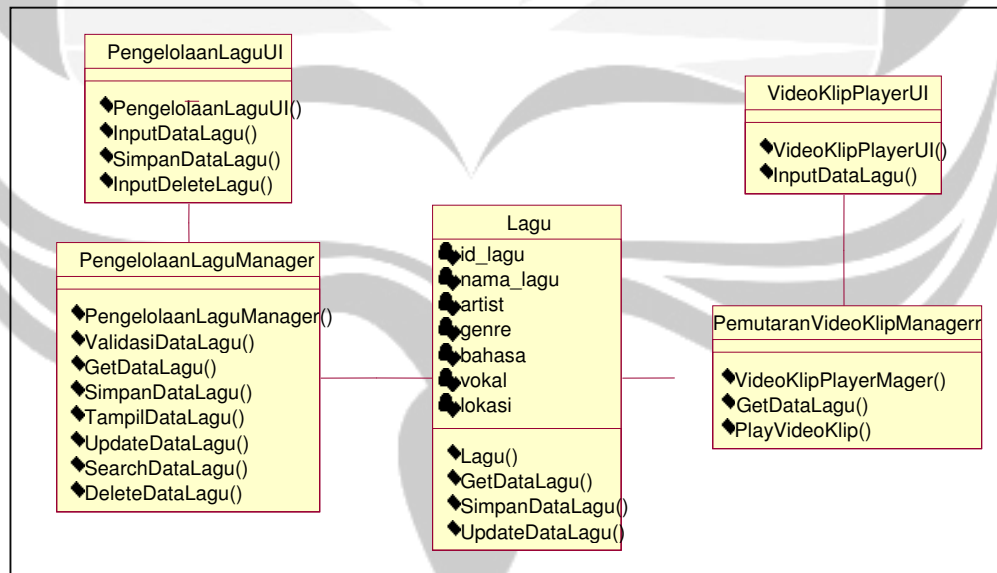 PengelolaanLaguUI
PengelolaanLaguUI()
InputDataLagu()
SimpanDataLagu()
InputDeleteLagu()
PengelolaanLaguManager
PengelolaanLaguManager()
ValidasiDataLagu()
GetDataLagu()
SimpanDataLagu()
TampilDataLagu()
UpdateDataLagu()
SearchDataLagu()
DeleteDataLagu()
Lagu
id_lagu
nama_lagu
artist
genre
bahasa
vokal
lokasi
Lagu()
GetDataLagu()
SimpanDataLagu()
UpdateDataLagu()
VideoKlipPlayerUI
VideoKlipPlayerUI()
InputDataLagu()
PemutaranVideoKlipManagerr
VideoKlipPlayerMager()
GetDataLagu()
PlayVideoKlip()